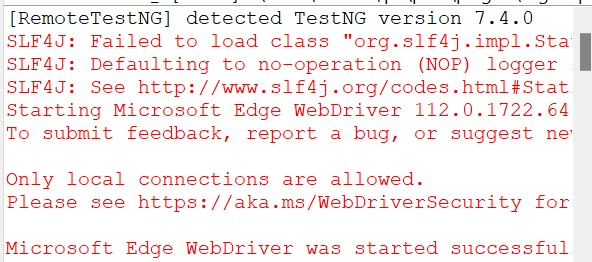 [RemoteTestNG] detected TestNG version 7.4.0
SLF4J: Failed to load class "org.slf4j.impl.Sta
SLF4J: Defaulting to no-operation (NOP) logger
SLF4J: See http://www.slf4j.org/codes.html#Stat
Starting Microsoft Edge WebDriver 112.0.1722.64
To submit feedback, report a bug, or suggest ne
Only local connections are allowed.
Please see https://aka.ms/WebDriverSecurity for
Microsoft Edge WebDriver was started successful